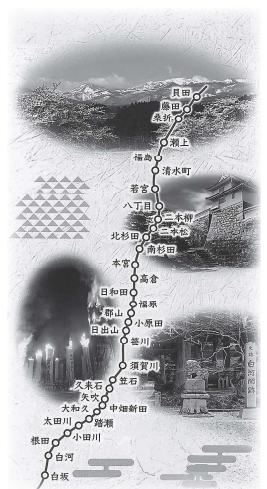 貝田
藤田
桑折
瀬上
福島
清水町
若宮
八丁目
二本柳
二本松
北杉田
南杉田
本宮
高倉
日和田
福原
郡山
小原田
日出山
笹川
須賀川
笠石
久来石
矢吹
中畑新田
大和久
踏瀬
太田川
小田川
根田
白河
白坂
白河関跡